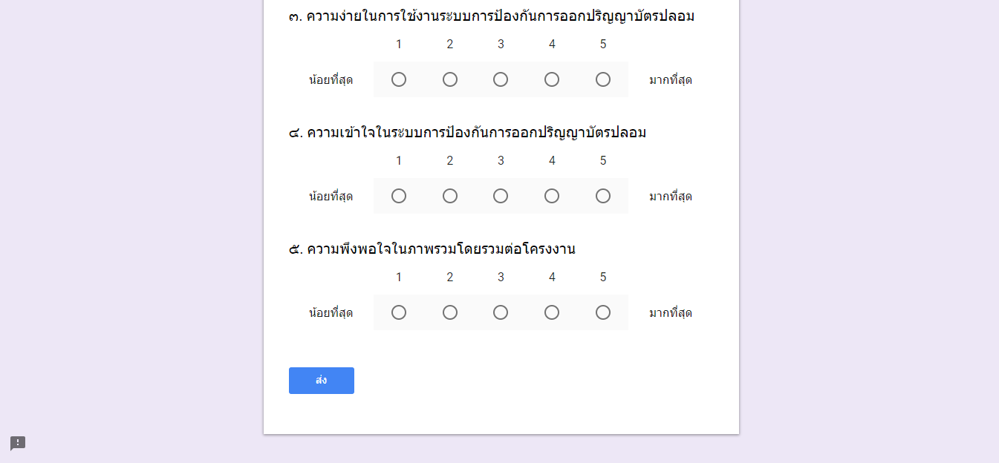 ๓. ความง่ายในการใช้งานระบบการป้องกันการออกปริญญาบัตรปลอม
1 2 3 4 5
น้อยที่สุด มากที่สุด
๔. ความเข้าใจในระบบการป้องกันการออกปริญญาบัตรปลอม
1 2 3 4 5
น้อยที่สุด มากที่สุด
๕. ความพึงพอใจในภาพรวมโดยรวมต่อโครงงาน
1 2 3 4 5
น้อยที่สุด มากที่สุด
ส่ง